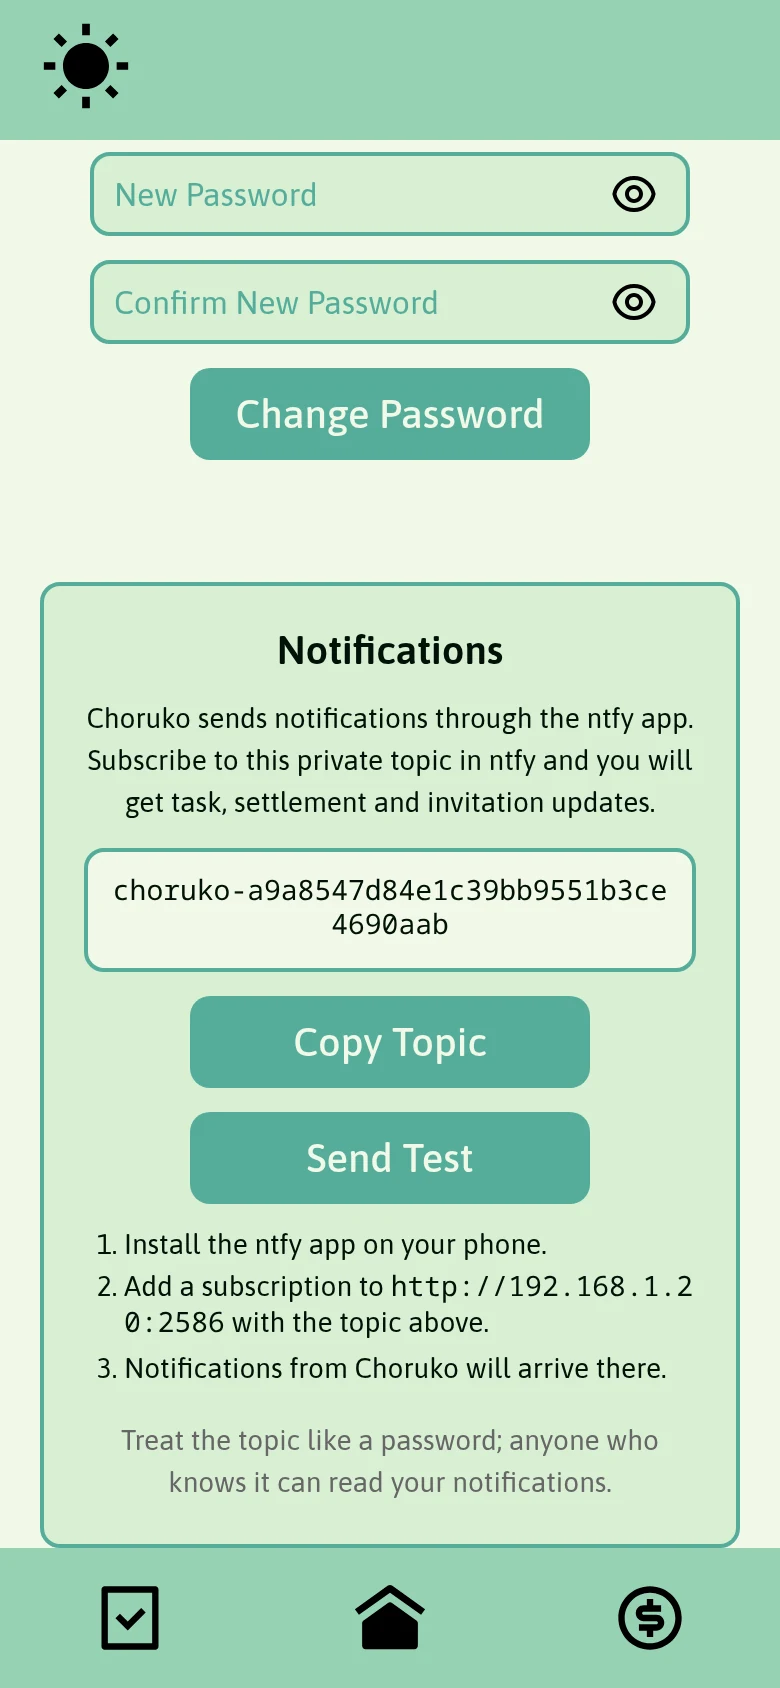 New Password
Confirm New Password
Change Password
Notifications
Choruko sends notifications through the ntfy app.
Subscribe to this private topic in ntfy and you will
get task, settlement and invitation updates.
choruko-a9a8547d84e1c39bb9551b3ce
4690aab
Copy Topic
Send Test
1. Install the ntfy app on your phone.
2. Add a subscription to http://192.168.1.2
0:2586 with the topic above.
3. Notifications from Choruko will arrive there.
Treat the topic like a password; anyone who
knows it can read your notifications.